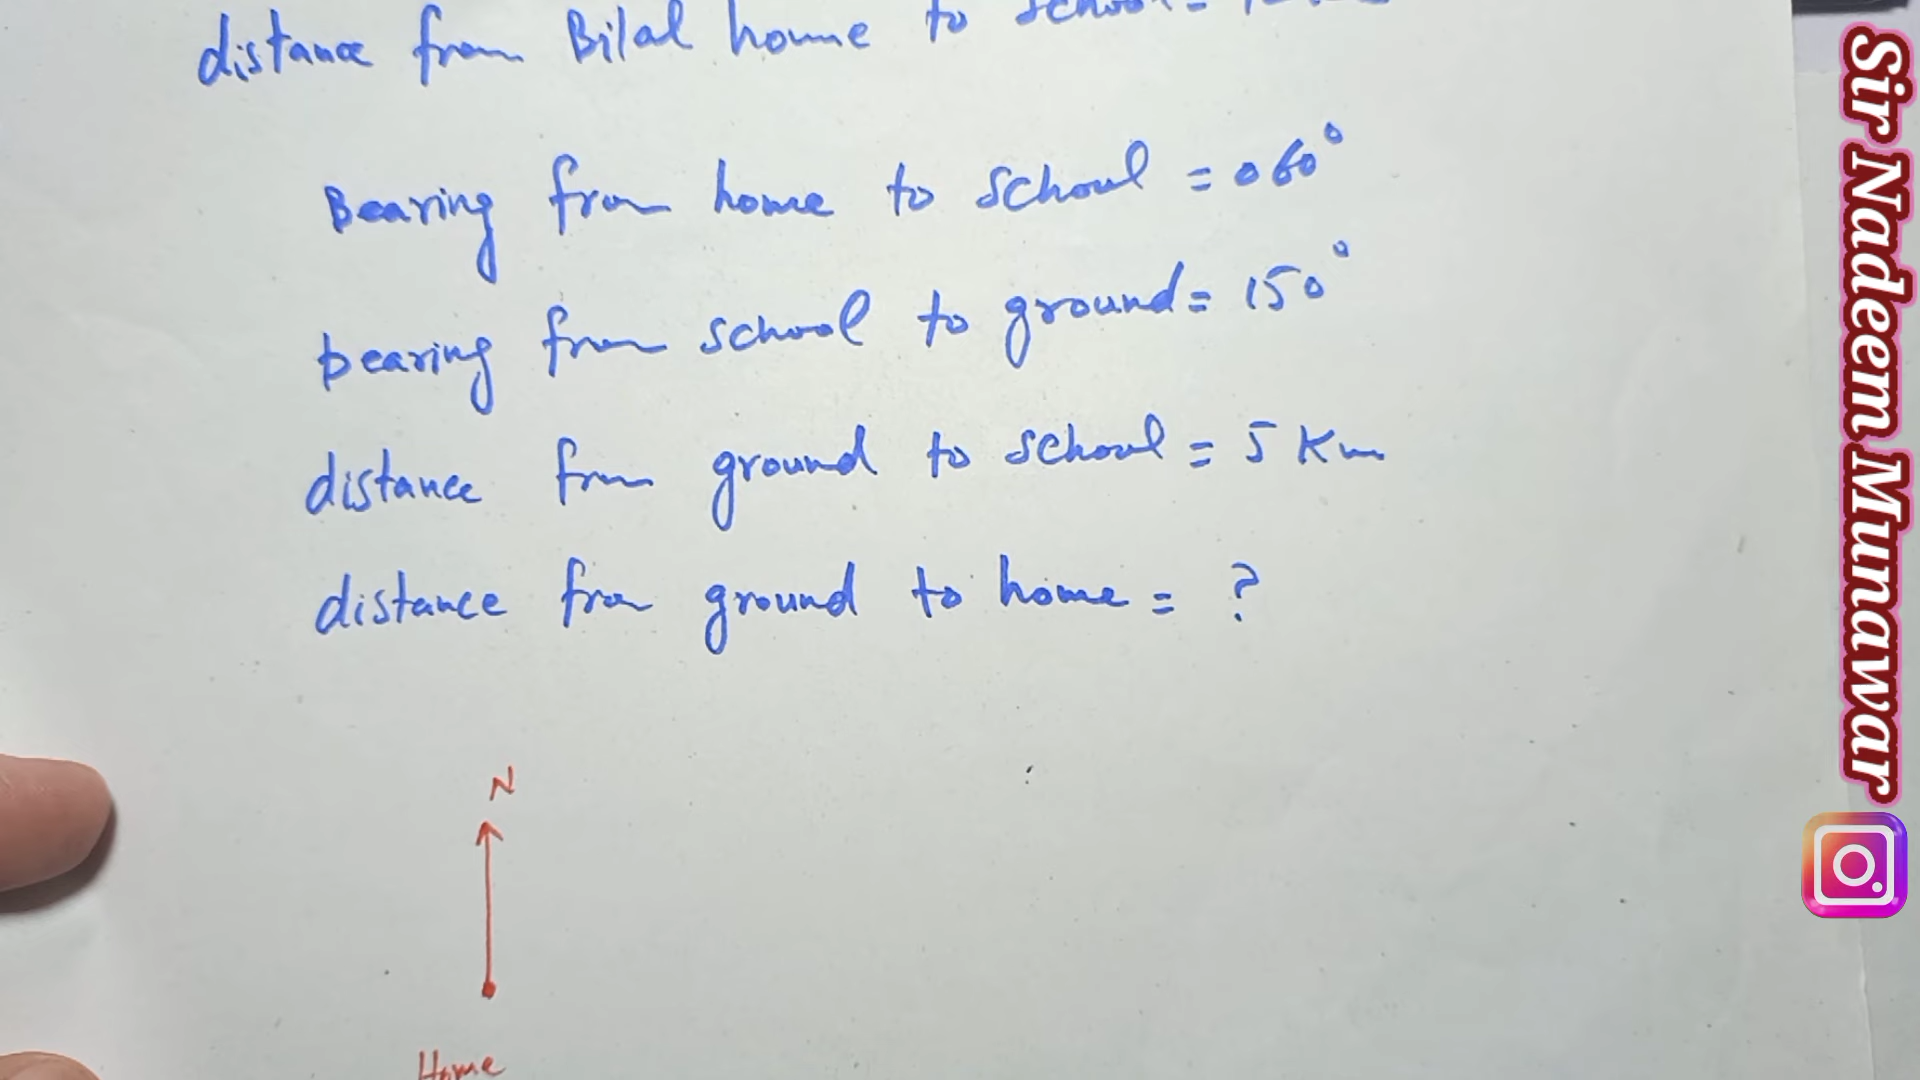 distance from Bilal home to school =
Bearing from home to school = 060°
bearing from school to ground = 150°
distance from ground to school = 5 Km
distance from ground to home = ?
N
Home
Sir Nadeem Munawar